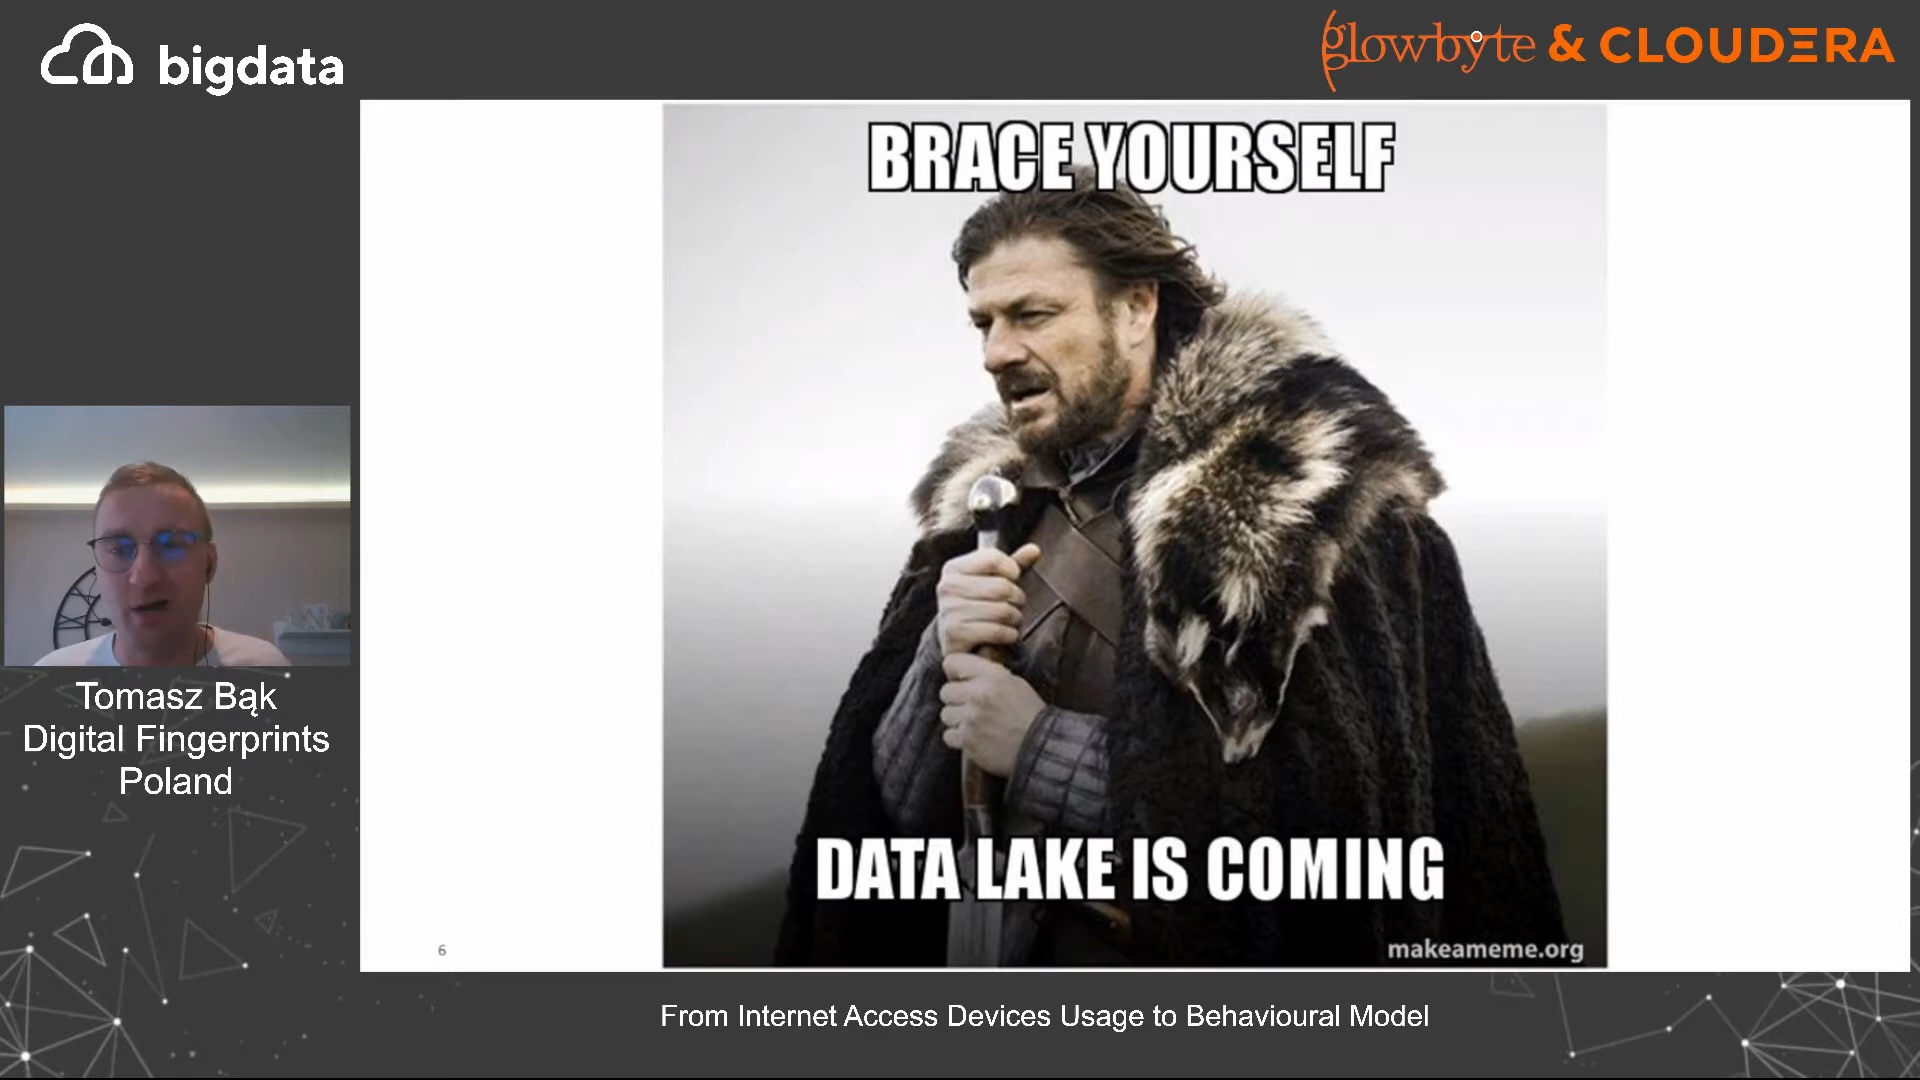 bigdata
glowbyte & CLOUDERA
BRACE YOURSELF
DATA LAKE IS COMING
makeameme.org
6
Tomasz Bąk
Digital Fingerprints
Poland
From Internet Access Devices Usage to Behavioural Model